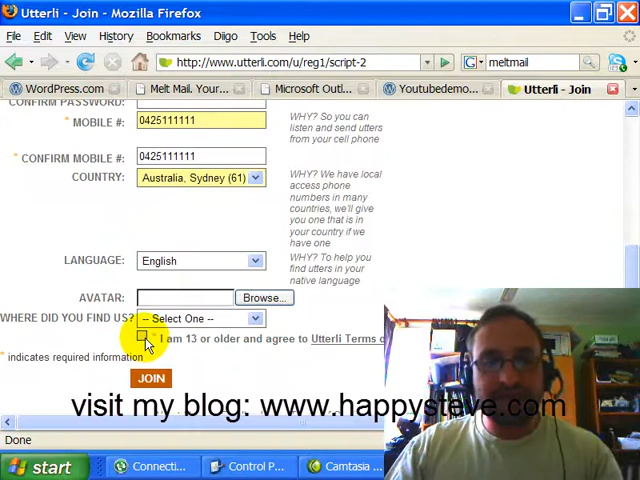 Utterli - Join - Mozilla Firefox
File Edit View History Bookmarks Diigo Tools Help
http://www.utterli.com/u/reg1/script-2
meltmail
WordPress.com
Melt Mail. Your...
Microsoft Outl...
Youtubedemo...
Utterli - Join
CONFIRM PASSWORD:
* MOBILE #: 0425111111
WHY? So you can
listen and send utters
from your cell phone
* CONFIRM MOBILE #: 0425111111
COUNTRY: Australia, Sydney (61)
WHY? We have local
access phone
numbers in many
countries, we'll give
you one that is in
your country if we
have one
LANGUAGE: English
WHY? To help you
find utters in your
native language
AVATAR: Browse...
WHERE DID YOU FIND US? -- Select One --
* I am 13 or older and agree to Utterli Terms
* indicates required information
JOIN
visit my blog: www.happysteve.com
Done
start
Connecti...
Control P...
Camtasia ...